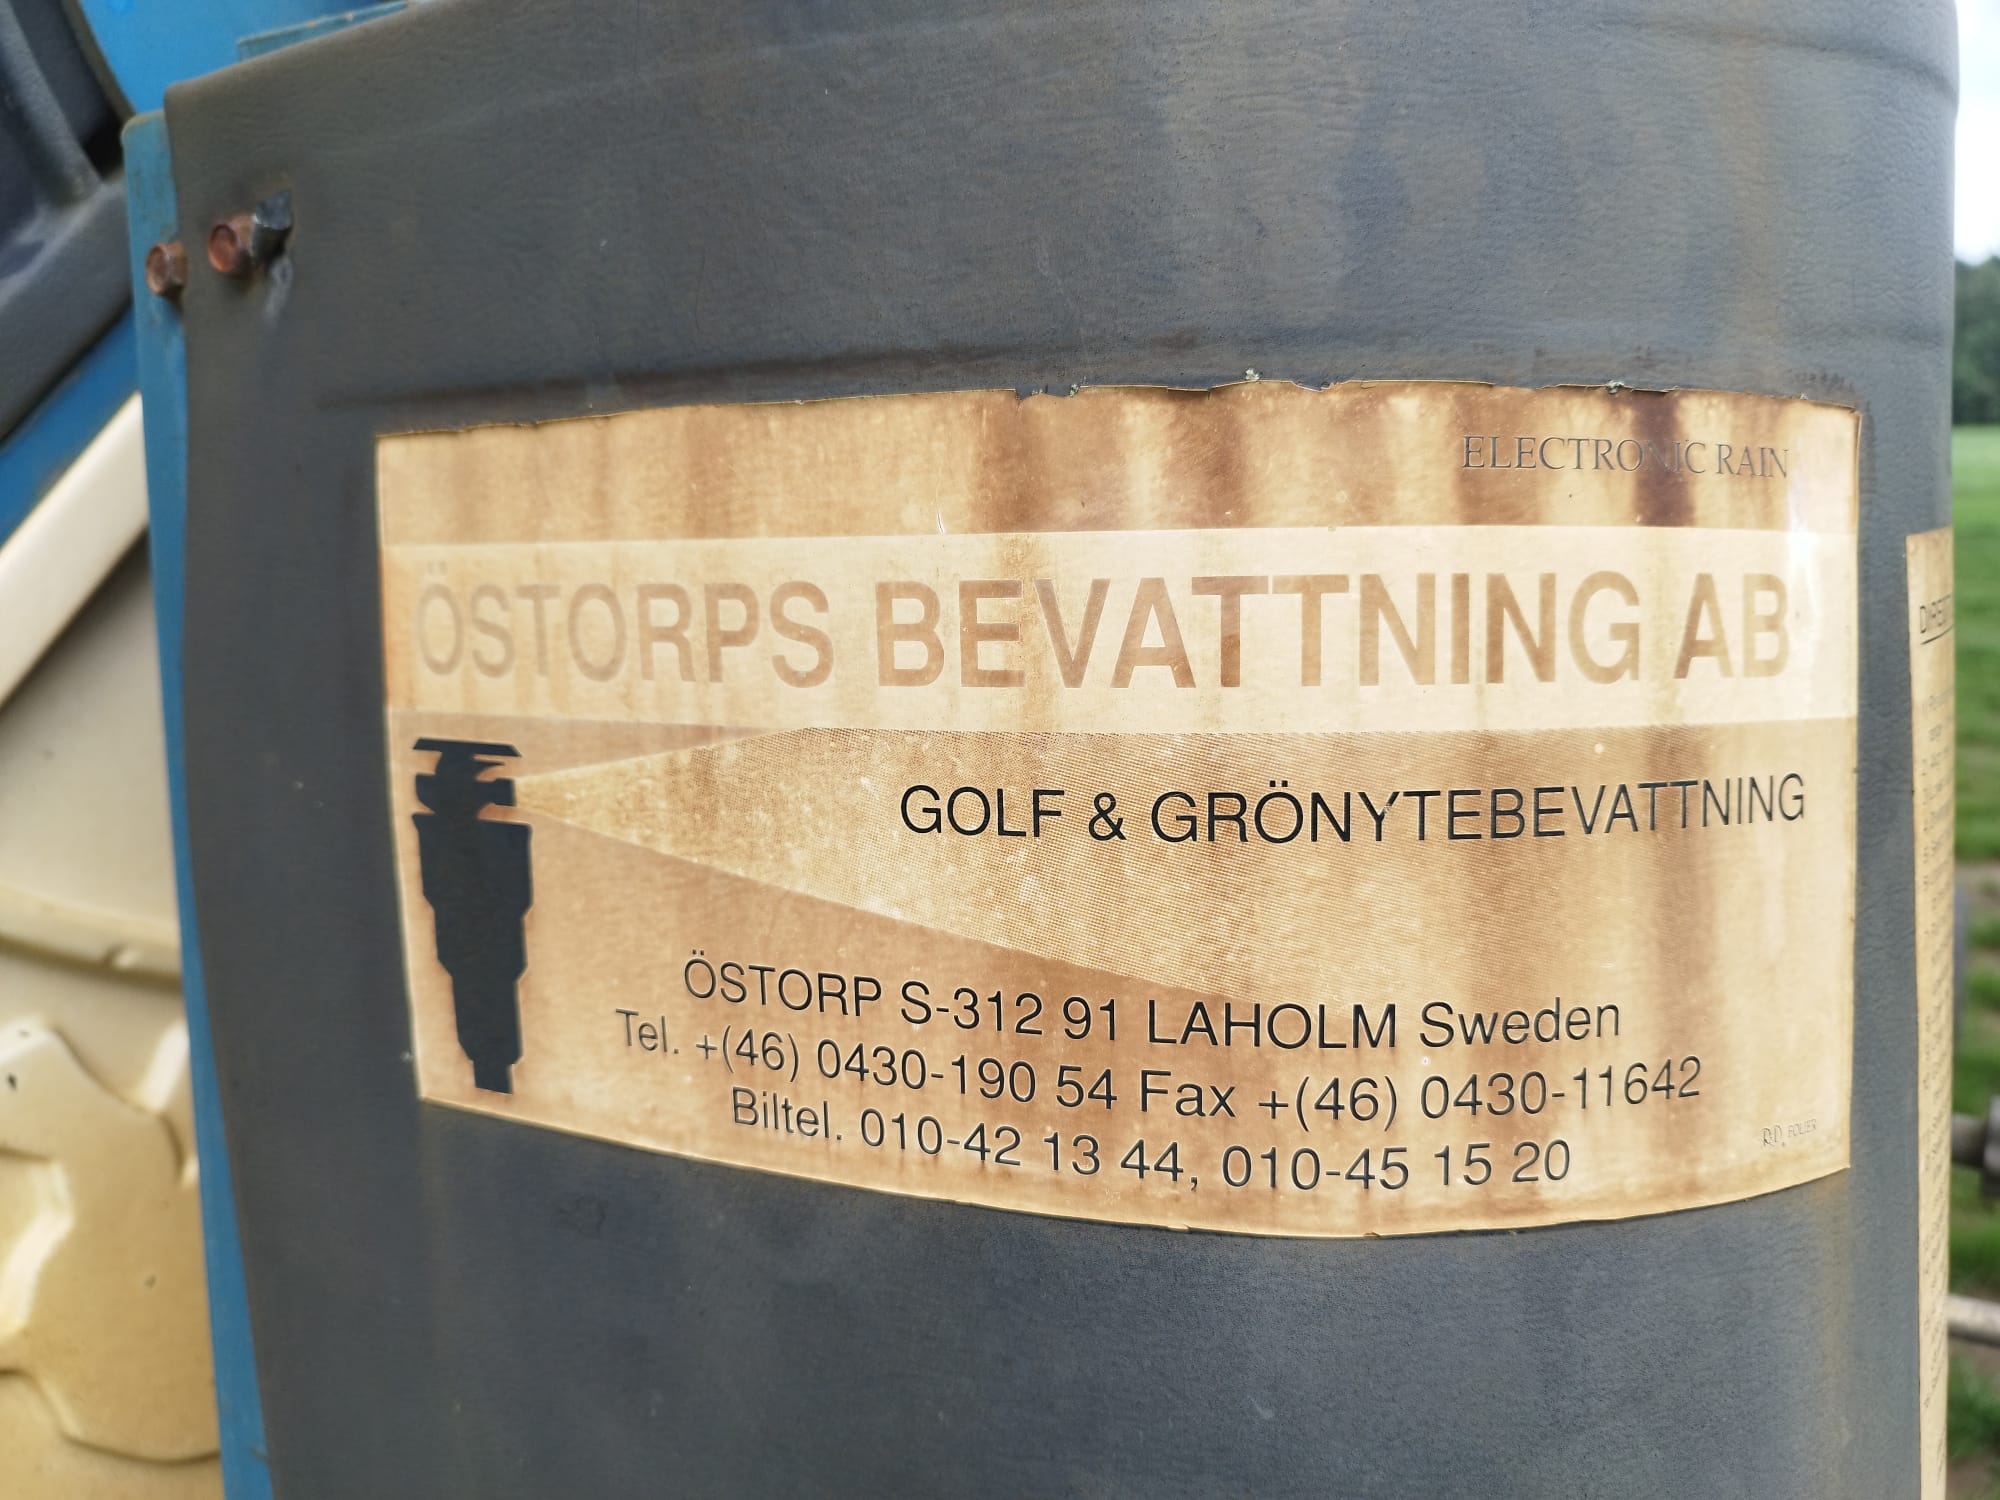 ELECTRONIC RAIN
ÖSTORPS BEVATTNING AB
GOLF & GRÖNYTEBEVATTNING
ÖSTORP S-312 91 LAHOLM Sweden
Tel. +(46) 0430-190 54 Fax +(46) 0430-11642
Biltel. 010-42 13 44, 010-45 15 20
R.D. FOLIER